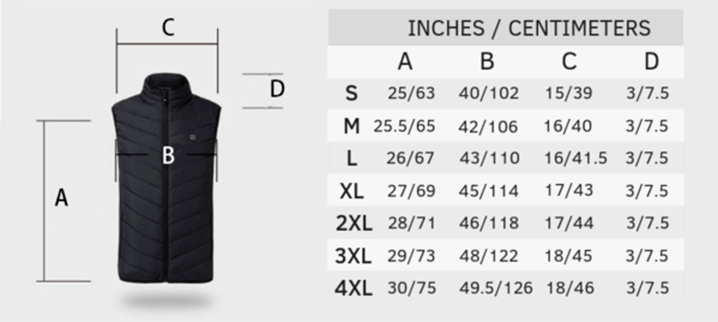 C
D
B
A
INCHES / CENTIMETERS
A B C D
S 25/63 40/102 15/39 3/7.5
M 25.5/65 42/106 16/40 3/7.5
L 26/67 43/110 16/41.5 3/7.5
XL 27/69 45/114 17/43 3/7.5
2XL 28/71 46/118 17/44 3/7.5
3XL 29/73 48/122 18/45 3/7.5
4XL 30/75 49.5/126 18/46 3/7.5